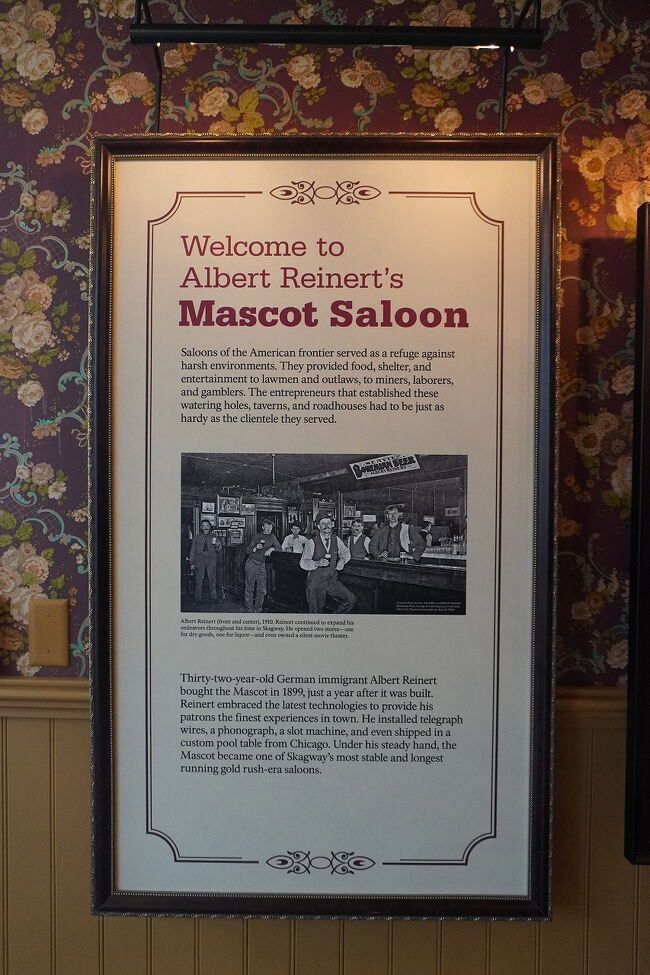 Welcome to
Albert Reinert's
Mascot Saloon
Saloons of the American frontier served as a refuge against
harsh environments. They provided food, shelter, and
entertainment to lawmen and outlaws, to miners, laborers,
and gamblers. The entrepreneurs that established these
watering holes, taverns, and roadhouses had to be just as
hardy as the clientele they served.
SEATTLE
BOHEMIAN BEER
Albert Reinert (front and center), 1910. Reinert continued to expand his
endeavors throughout his time in Skagway. He opened two stores—one
for dry goods, one for liquor—and even owned a silent-movie theater.
Thirty-two-year-old German immigrant Albert Reinert
bought the Mascot in 1899, just a year after it was built.
Reinert embraced the latest technologies to provide his
patrons the finest experiences in town. He installed telegraph
wires, a phonograph, a slot machine, and even shipped in a
custom pool table from Chicago. Under his steady hand, the
Mascot became one of Skagway's most stable and longest
running gold rush-era saloons.